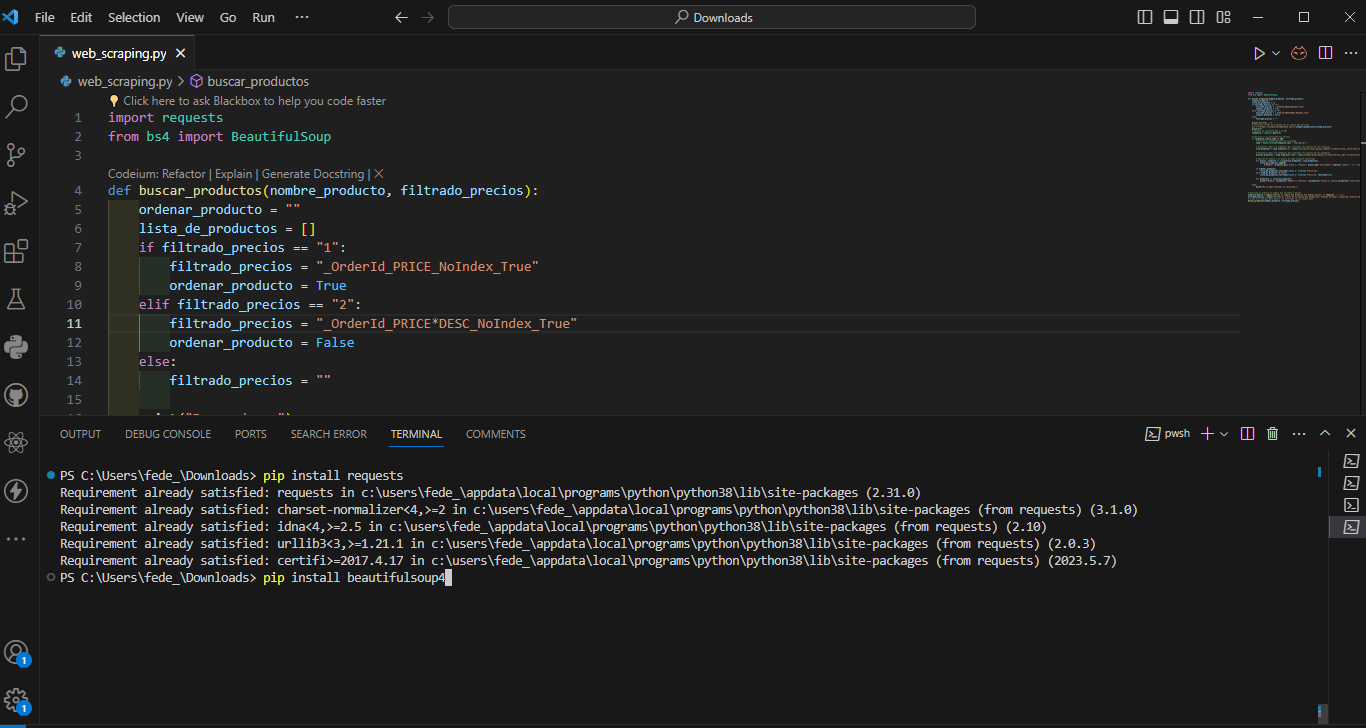 File Edit Selection View Go Run ··· Downloads
web_scraping.py
web_scraping.py > buscar_productos
Click here to ask Blackbox to help you code faster
1 import requests
2 from bs4 import BeautifulSoup
3
Codeium: Refactor | Explain | Generate Docstring | ×
4 def buscar_productos(nombre_producto, filtrado_precios):
5 ordenar_producto = ""
6 lista_de_productos = []
7 if filtrado_precios == "1":
8 filtrado_precios = "_OrderId_PRICE_NoIndex_True"
9 ordenar_producto = True
10 elif filtrado_precios == "2":
11 filtrado_precios = "_OrderId_PRICE*DESC_NoIndex_True"
12 ordenar_producto = False
13 else:
14 filtrado_precios = ""
15
OUTPUT DEBUG CONSOLE PORTS SEARCH ERROR TERMINAL COMMENTS pwsh
PS C:\Users\fede_\Downloads> pip install requests
Requirement already satisfied: requests in c:\users\fede_\appdata\local\programs\python\python38\lib\site-packages (2.31.0)
Requirement already satisfied: charset-normalizer<4,>=2 in c:\users\fede_\appdata\local\programs\python\python38\lib\site-packages (from requests) (3.1.0)
Requirement already satisfied: idna<4,>=2.5 in c:\users\fede_\appdata\local\programs\python\python38\lib\site-packages (from requests) (2.10)
Requirement already satisfied: urllib3<3,>=1.21.1 in c:\users\fede_\appdata\local\programs\python\python38\lib\site-packages (from requests) (2.0.3)
Requirement already satisfied: certifi>=2017.4.17 in c:\users\fede_\appdata\local\programs\python\python38\lib\site-packages (from requests) (2023.5.7)
PS C:\Users\fede_\Downloads> pip install beautifulsoup4
1
1